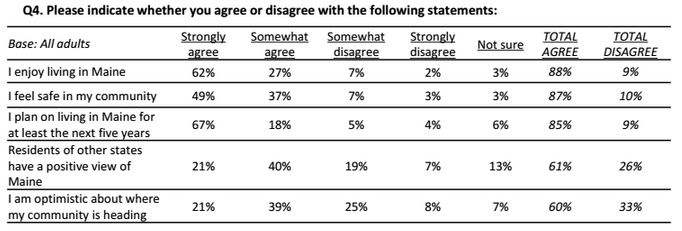 Q4. Please indicate whether you agree or disagree with the following statements:
Base: All adults Strongly agree Somewhat agree Somewhat disagree Strongly disagree Not sure TOTAL AGREE TOTAL DISAGREE
I enjoy living in Maine 62% 27% 7% 2% 3% 88% 9%
I feel safe in my community 49% 37% 7% 3% 3% 87% 10%
I plan on living in Maine for
at least the next five years 67% 18% 5% 4% 6% 85% 9%
Residents of other states
have a positive view of 21% 40% 19% 7% 13% 61% 26%
Maine
I am optimistic about where
my community is heading 21% 39% 25% 8% 7% 60% 33%